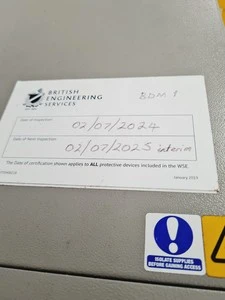 BRITISH
ENGINEERING
SERVICES
BDM 1
Date of Inspection
02/07/2024
Date of Next Inspection
02/07/2025 interim
The Date of certification shown applies to ALL protective devices included in the WSE.
January 2023
ISOLATE SUPPLIES
BEFORE GAINING ACCESS